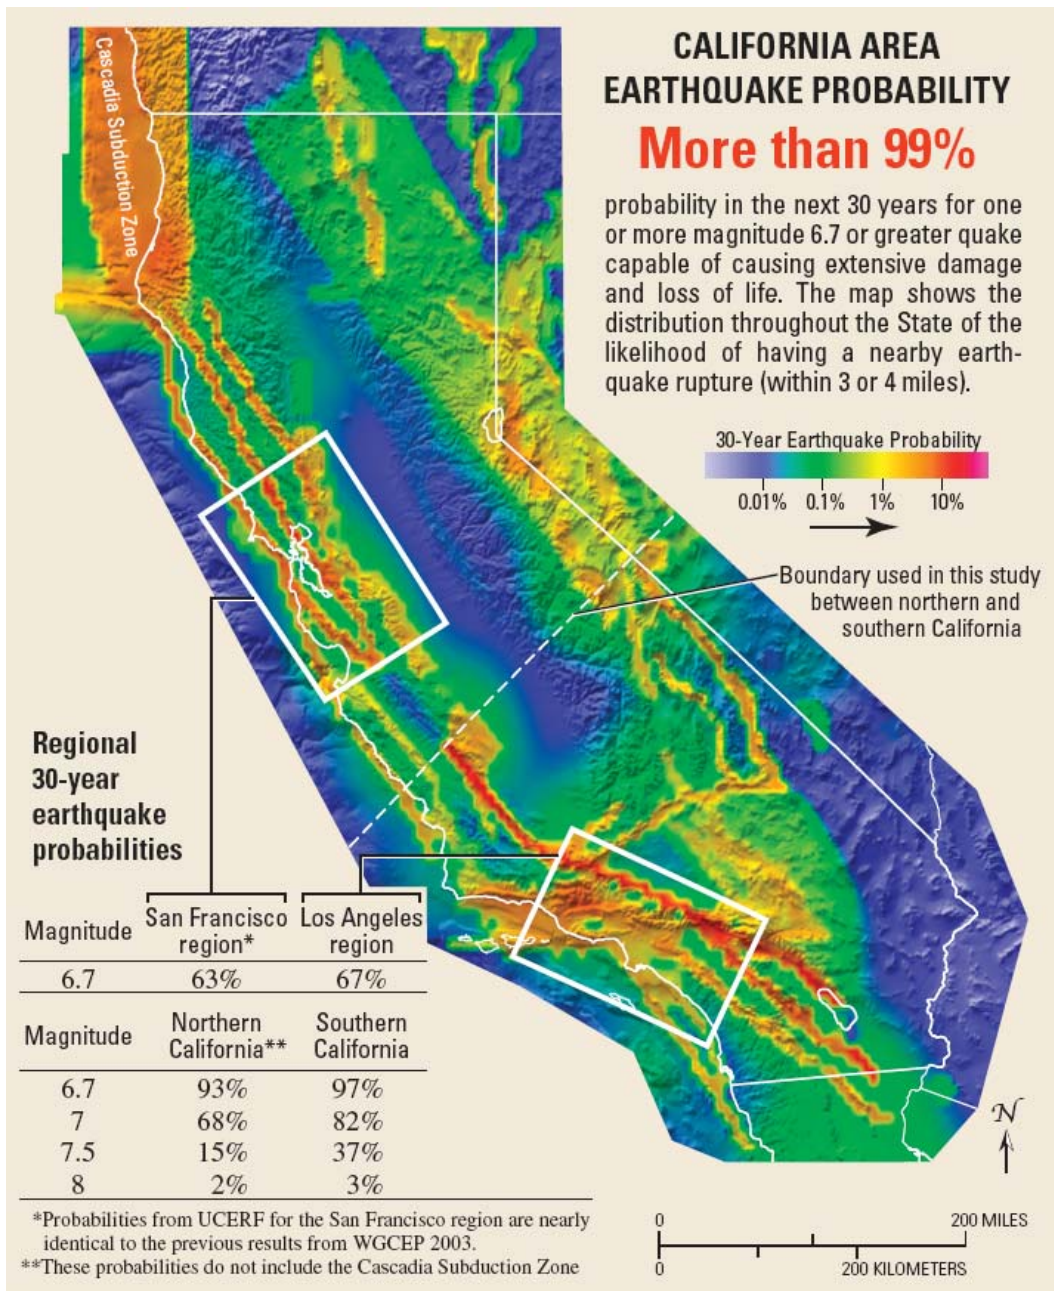 Cascadia Subduction Zone
CALIFORNIA AREA
EARTHQUAKE PROBABILITY
More than 99%
probability in the next 30 years for one
or more magnitude 6.7 or greater quake
capable of causing extensive damage
and loss of life. The map shows the
distribution throughout the State of the
likelihood of having a nearby earth-
quake rupture (within 3 or 4 miles).
30-Year Earthquake Probability
0.01% 0.1% 1% 10%
Boundary used in this study
between northern and
southern California
Regional
30-year
earthquake
probabilities
Magnitude San Francisco region* Los Angeles region
6.7 63% 67%
Magnitude Northern California** Southern California
6.7 93% 97%
7 68% 82%
7.5 15% 37%
8 2% 3%
*Probabilities from UCERF for the San Francisco region are nearly
identical to the previous results from WGCEP 2003.
**These probabilities do not include the Cascadia Subduction Zone
N
0 200 MILES
0 200 KILOMETERS